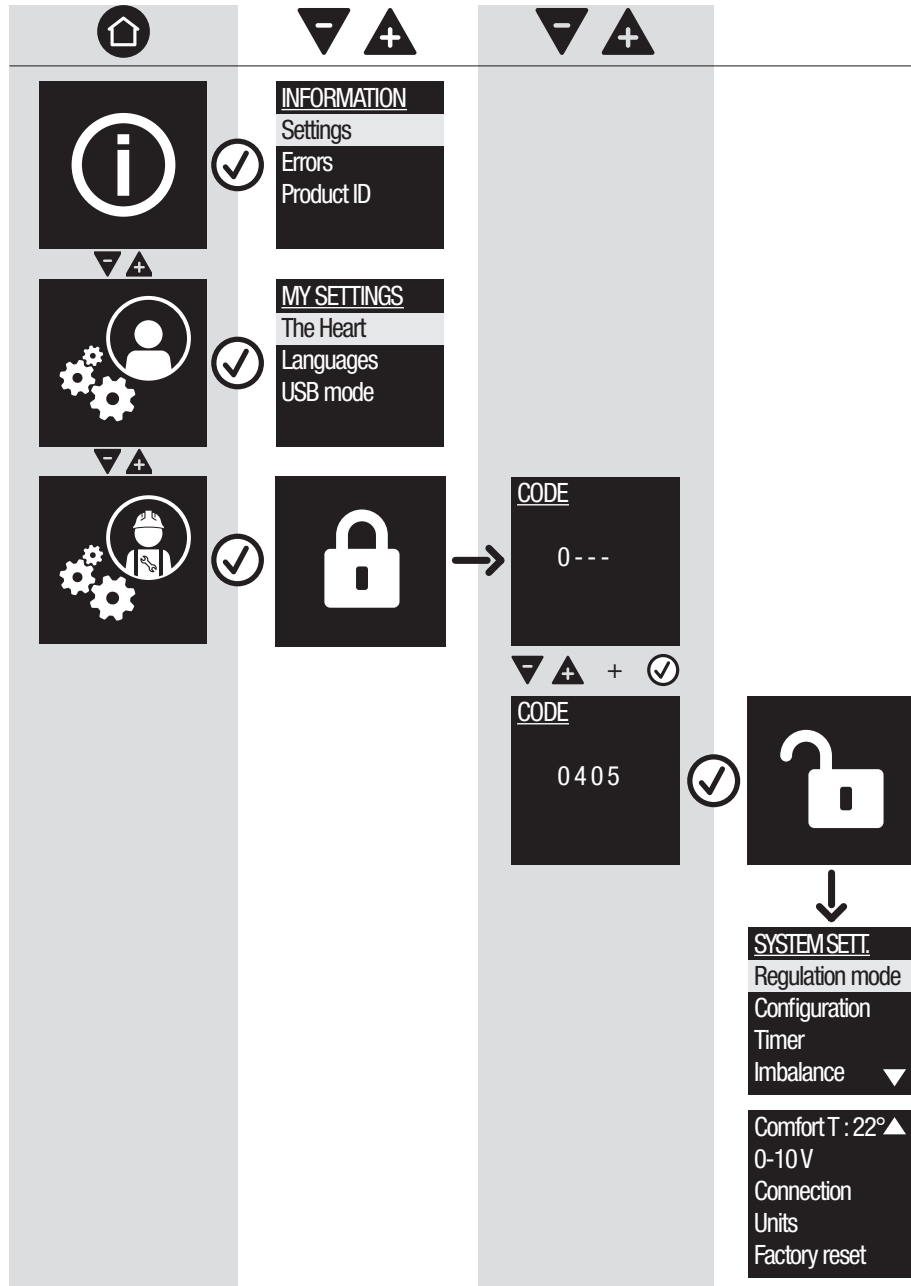 INFORMATION
Settings
Errors
Product ID
MY SETTINGS
The Heart
Languages
USB mode
CODE
0---
+
CODE
0405
SYSTEM SETT.
Regulation mode
Configuration
Timer
Imbalance
Comfort T : 22°
0-10 V
Connection
Units
Factory reset